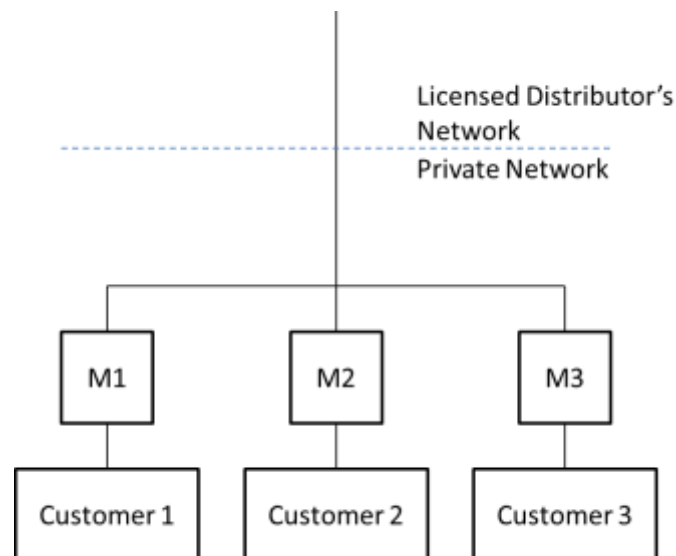 Licensed Distributor's
Network
Private Network
M1
M2
M3
Customer 1
Customer 2
Customer 3